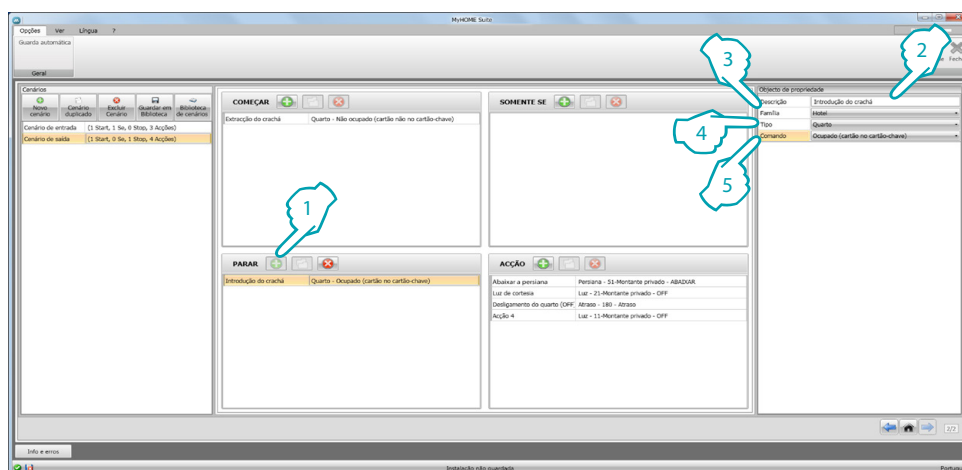 MyHOME Suite
Opções Ver Língua ?
Guarda automática
Geral
Fech
Cenários
Novo cenário
Cenário duplicado
Excluir Cenário
Guardar em Biblioteca
Biblioteca de cenários
Cenário de entrada (1 Start, 1 Se, 0 Stop, 3 Acções)
Cenário de saída (1 Start, 0 Se, 1 Stop, 4 Acções)
COMEÇAR
Extracção do crachá Quarto - Não ocupado (cartão não no cartão-chave)
SOMENTE SE
PARAR
Introdução do crachá Quarto - Ocupado (cartão no cartão-chave)
ACÇÃO
Abaixar a persiana Persiana - 51-Montante privado - ABAIXAR
Luz de cortesia Luz - 21-Montante privado - OFF
Desligamento do quarto (OFF Atraso - 180 - Atraso
Acção 4 Luz - 11-Montante privado - OFF
Objecto de propriedade
Descrição Introdução do crachá
Família Hotel
Tipo Quarto
Comando Ocupado (cartão no cartão-chave)
1
2
3
4
5
2/2
Info e erros
Instalação não guardada
Portugu